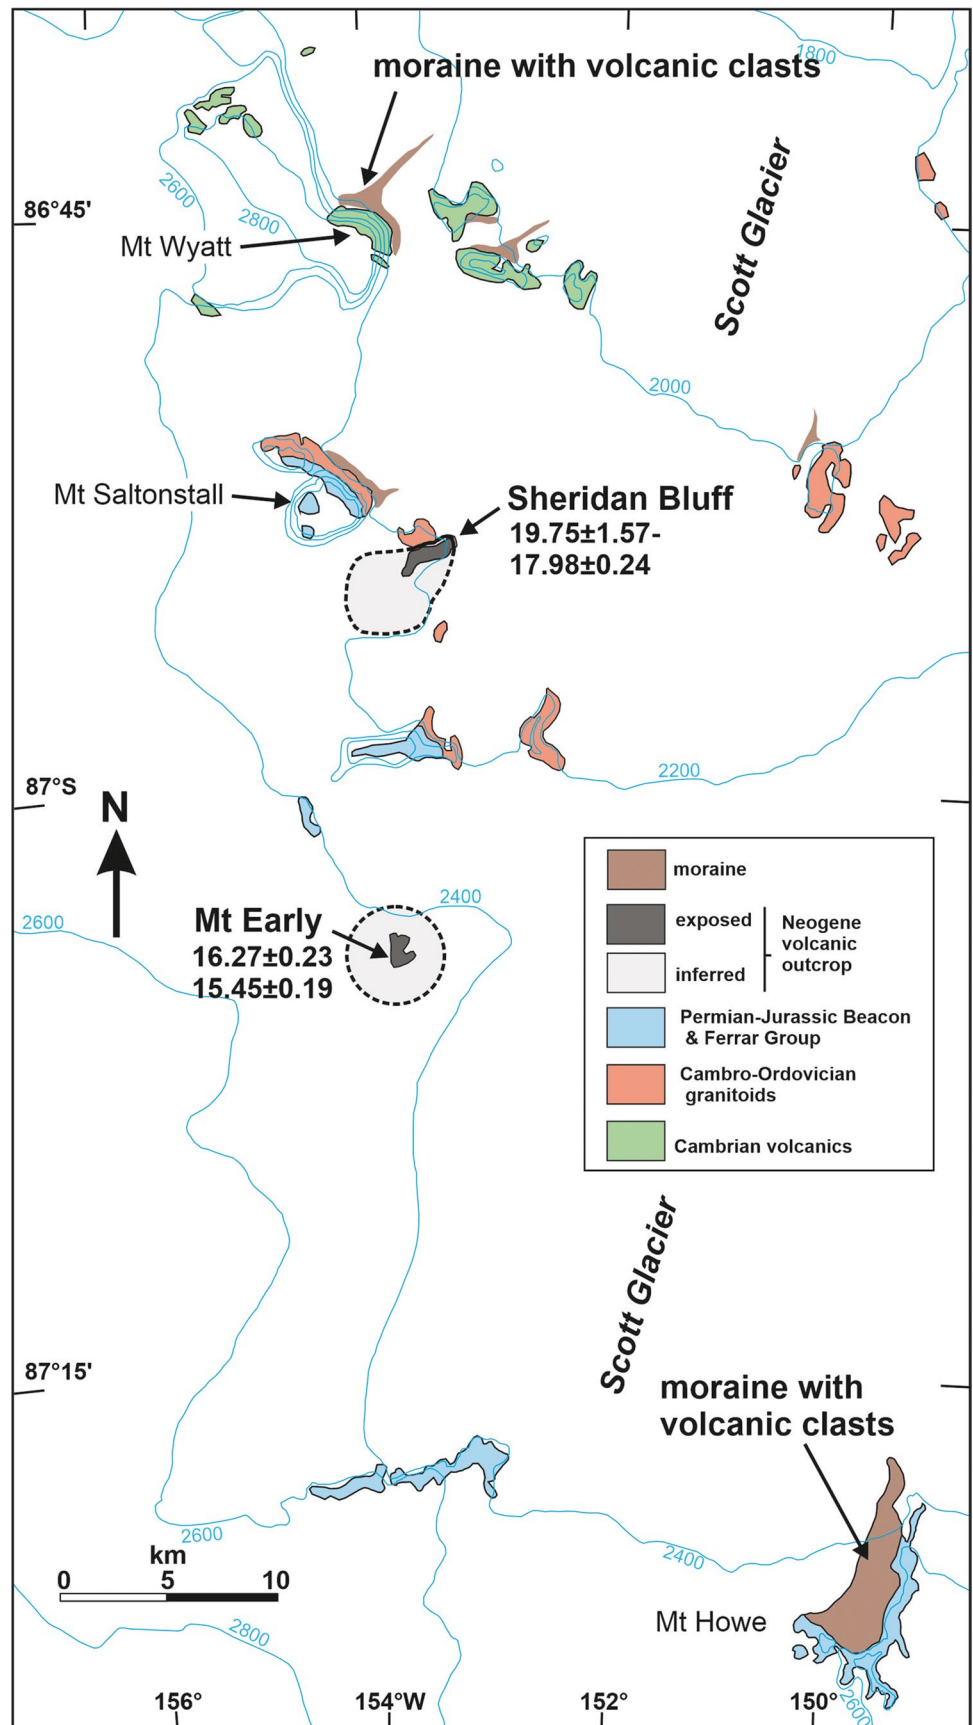 1800
moraine with volcanic clasts
2600
2800
86°45'
Mt Wyatt
Scott Glacier
2000
Mt Saltonstall
Sheridan Bluff
19.75±1.57-
17.98±0.24
2200
87°S
N
2400
2600
Mt Early
16.27±0.23
15.45±0.19
moraine
exposed
inferred
Neogene
volcanic
outcrop
Permian-Jurassic Beacon
& Ferrar Group
Cambro-Ordovician
granitoids
Cambrian volcanics
Scott Glacier
87°15'
moraine with
volcanic clasts
2600
2400
km
0 5 10
Mt Howe
2800
2600
156° 154°W 152° 150°